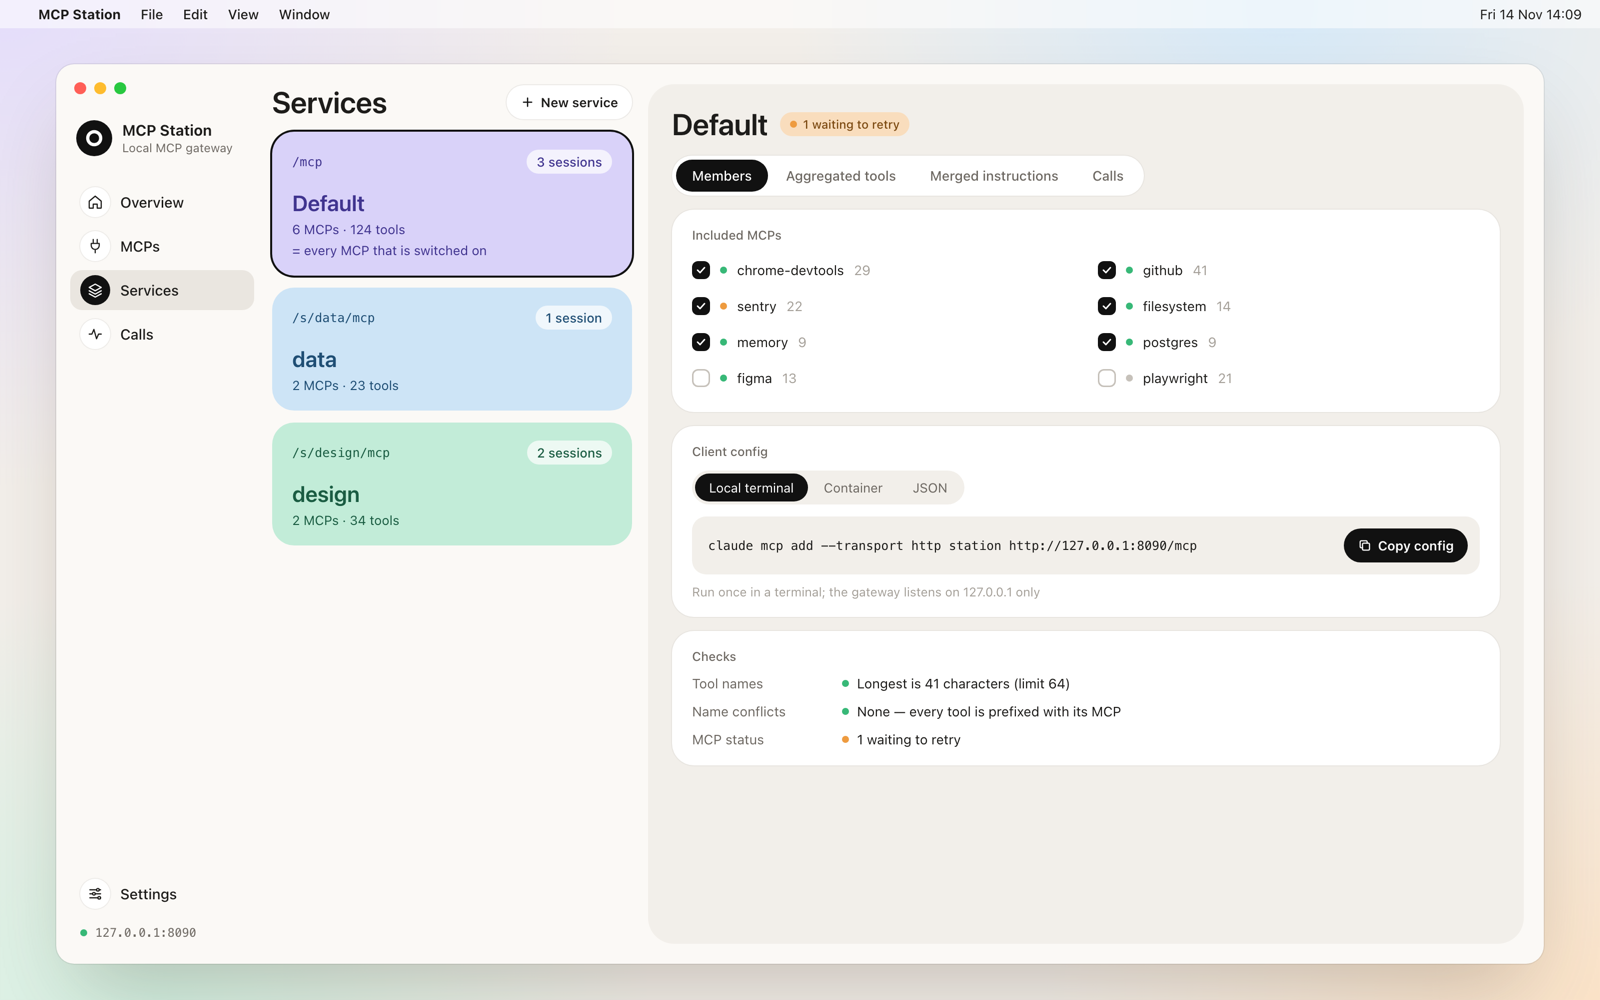 MCP Station File Edit View Window
Fri 14 Nov 14:09
MCP Station
Local MCP gateway
Overview
MCPs
Services
Calls
Settings
127.0.0.1:8090
Services
New service
/mcp
3 sessions
Default
6 MCPs · 124 tools
= every MCP that is switched on
/s/data/mcp
1 session
data
2 MCPs · 23 tools
/s/design/mcp
2 sessions
design
2 MCPs · 34 tools
Default
1 waiting to retry
Members Aggregated tools Merged instructions Calls
Included MCPs
chrome-devtools 29
github 41
sentry 22
filesystem 14
memory 9
postgres 9
figma 13
playwright 21
Client config
Local terminal Container JSON
claude mcp add --transport http station http://127.0.0.1:8090/mcp
Copy config
Run once in a terminal; the gateway listens on 127.0.0.1 only
Checks
Tool names Longest is 41 characters (limit 64)
Name conflicts None — every tool is prefixed with its MCP
MCP status 1 waiting to retry